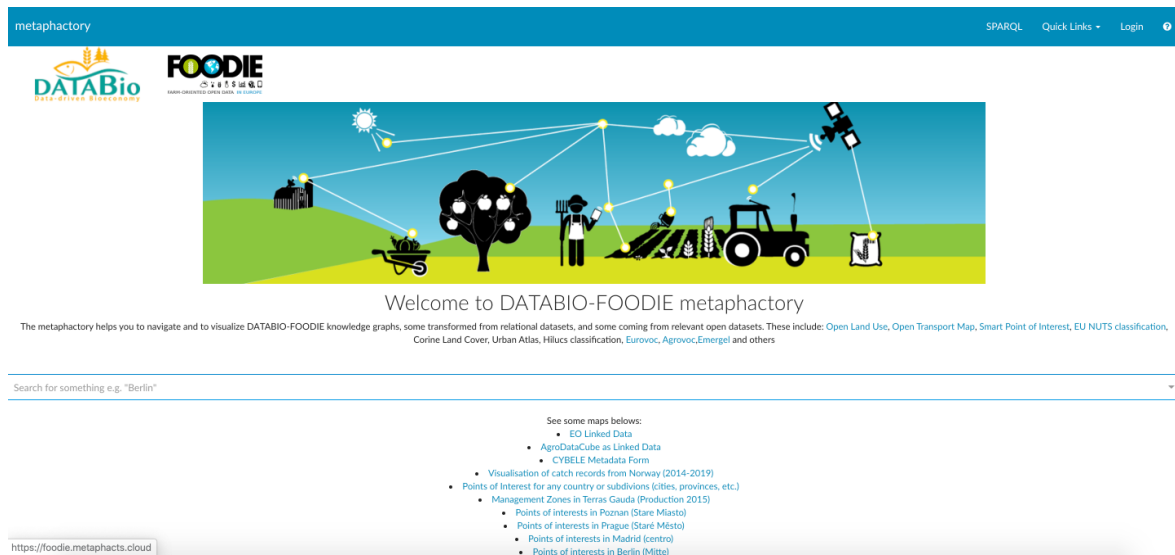 metaphactory
SPARQL Quick Links Login
DATABio
Data-driven Bioeconomy
FOODIE
FARM-ORIENTED OPEN DATA IN EUROPE
Bio
Welcome to DATABIO-FOODIE metaphactory
The metaphactory helps you to navigate and to visualize DATABIO-FOODIE knowledge graphs, some transformed from relational datasets, and some coming from relevant open datasets. These include: Open Land Use, Open Transport Map, Smart Point of Interest, EU NUTS classification,
Corine Land Cover, Urban Atlas, Hilucs classification, Eurovoc, Agrovoc,Emergel and others
Search for something e.g. "Berlin"
See some maps belows:
EO Linked Data
AgroDataCube as Linked Data
CYBELE Metadata Form
Visualisation of catch records from Norway (2014-2019)
Points of Interest for any country or subdivions (cities, provinces, etc.)
Management Zones in Terras Gauda (Production 2015)
Points of interests in Poznan (Stare Miasto)
Points of interests in Prague (Staré Město)
Points of interests in Madrid (centro)
Points of interests in Berlin (Mitte)
https://foodie.metaphacts.cloud